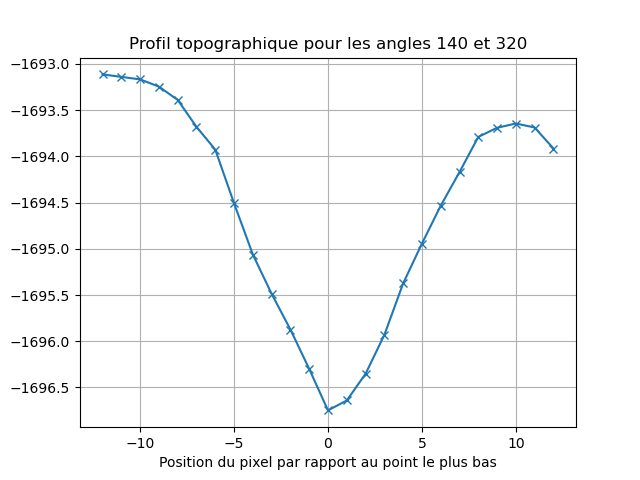 Profil topographique pour les angles 140 et 320
−1693.0
−1693.5
−1694.0
−1694.5
−1695.0
−1695.5
−1696.0
−1696.5
−10 −5 0 5 10
Position du pixel par rapport au point le plus bas